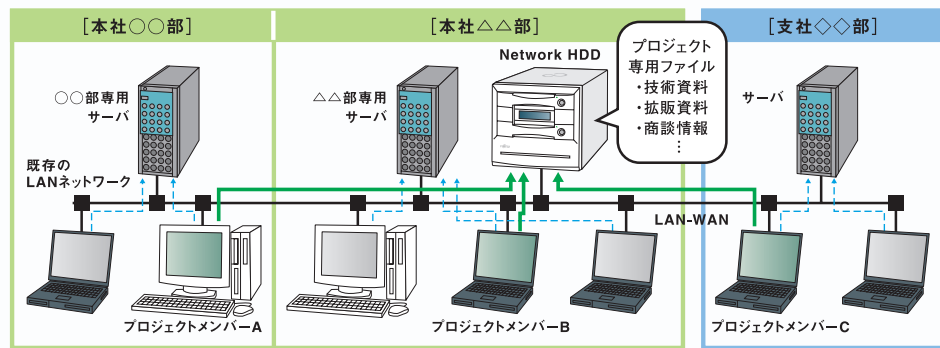 [本社○○部]
[本社△△部]
[支社◇◇部]
Network HDD
プロジェクト
専用ファイル
・技術資料
・拡販資料
・商談情報
…
○○部専用
サーバ
△△部専用
サーバ
サーバ
既存の
LANネットワーク
LAN-WAN
プロジェクトメンバーA
プロジェクトメンバーB
プロジェクトメンバーC